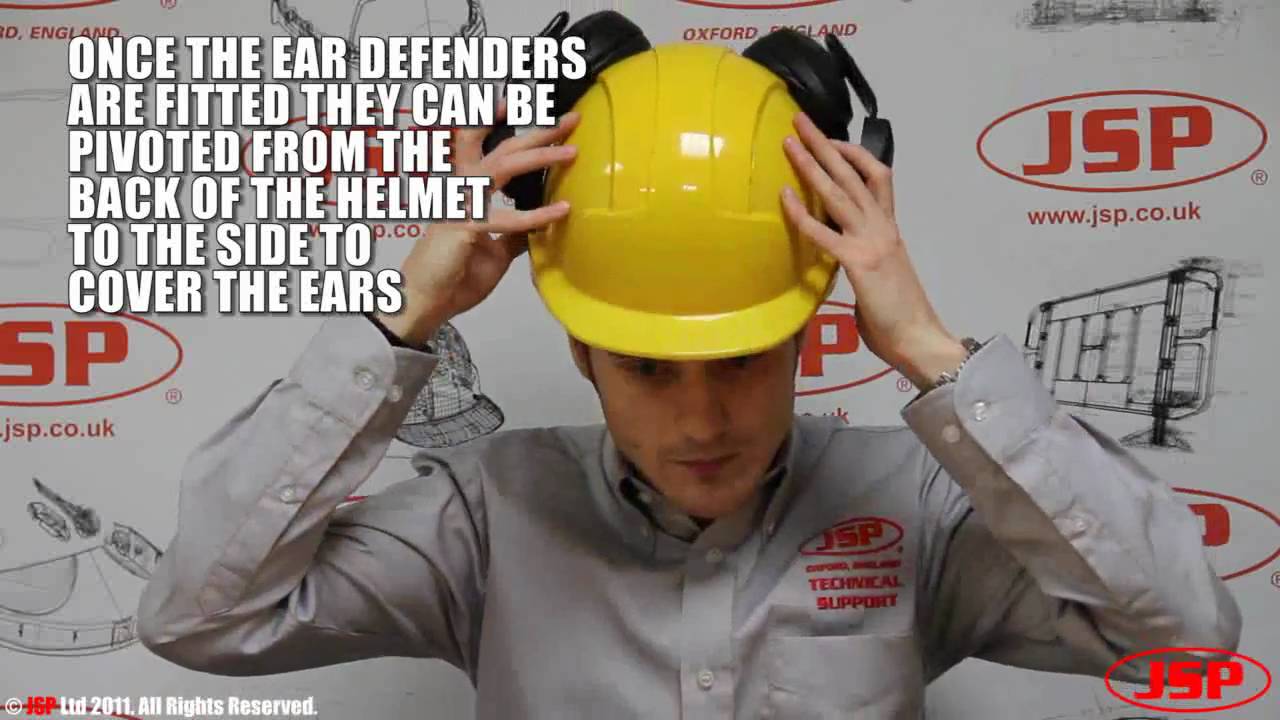 OXFORD, ENGLAND
OXFORD, ENGLAND
ONCE THE EAR DEFENDERS
ARE FITTED THEY CAN BE
PIVOTED FROM THE
BACK OF THE HELMET
TO THE SIDE TO
COVER THE EARS
JSP
®
www.jsp.co.uk
SP
®
.jsp.co.uk
JSP
OXFORD, ENGLAND
TECHNICAL
SUPPORT
JSP
© JSP Ltd 2011. All Rights Reserved.